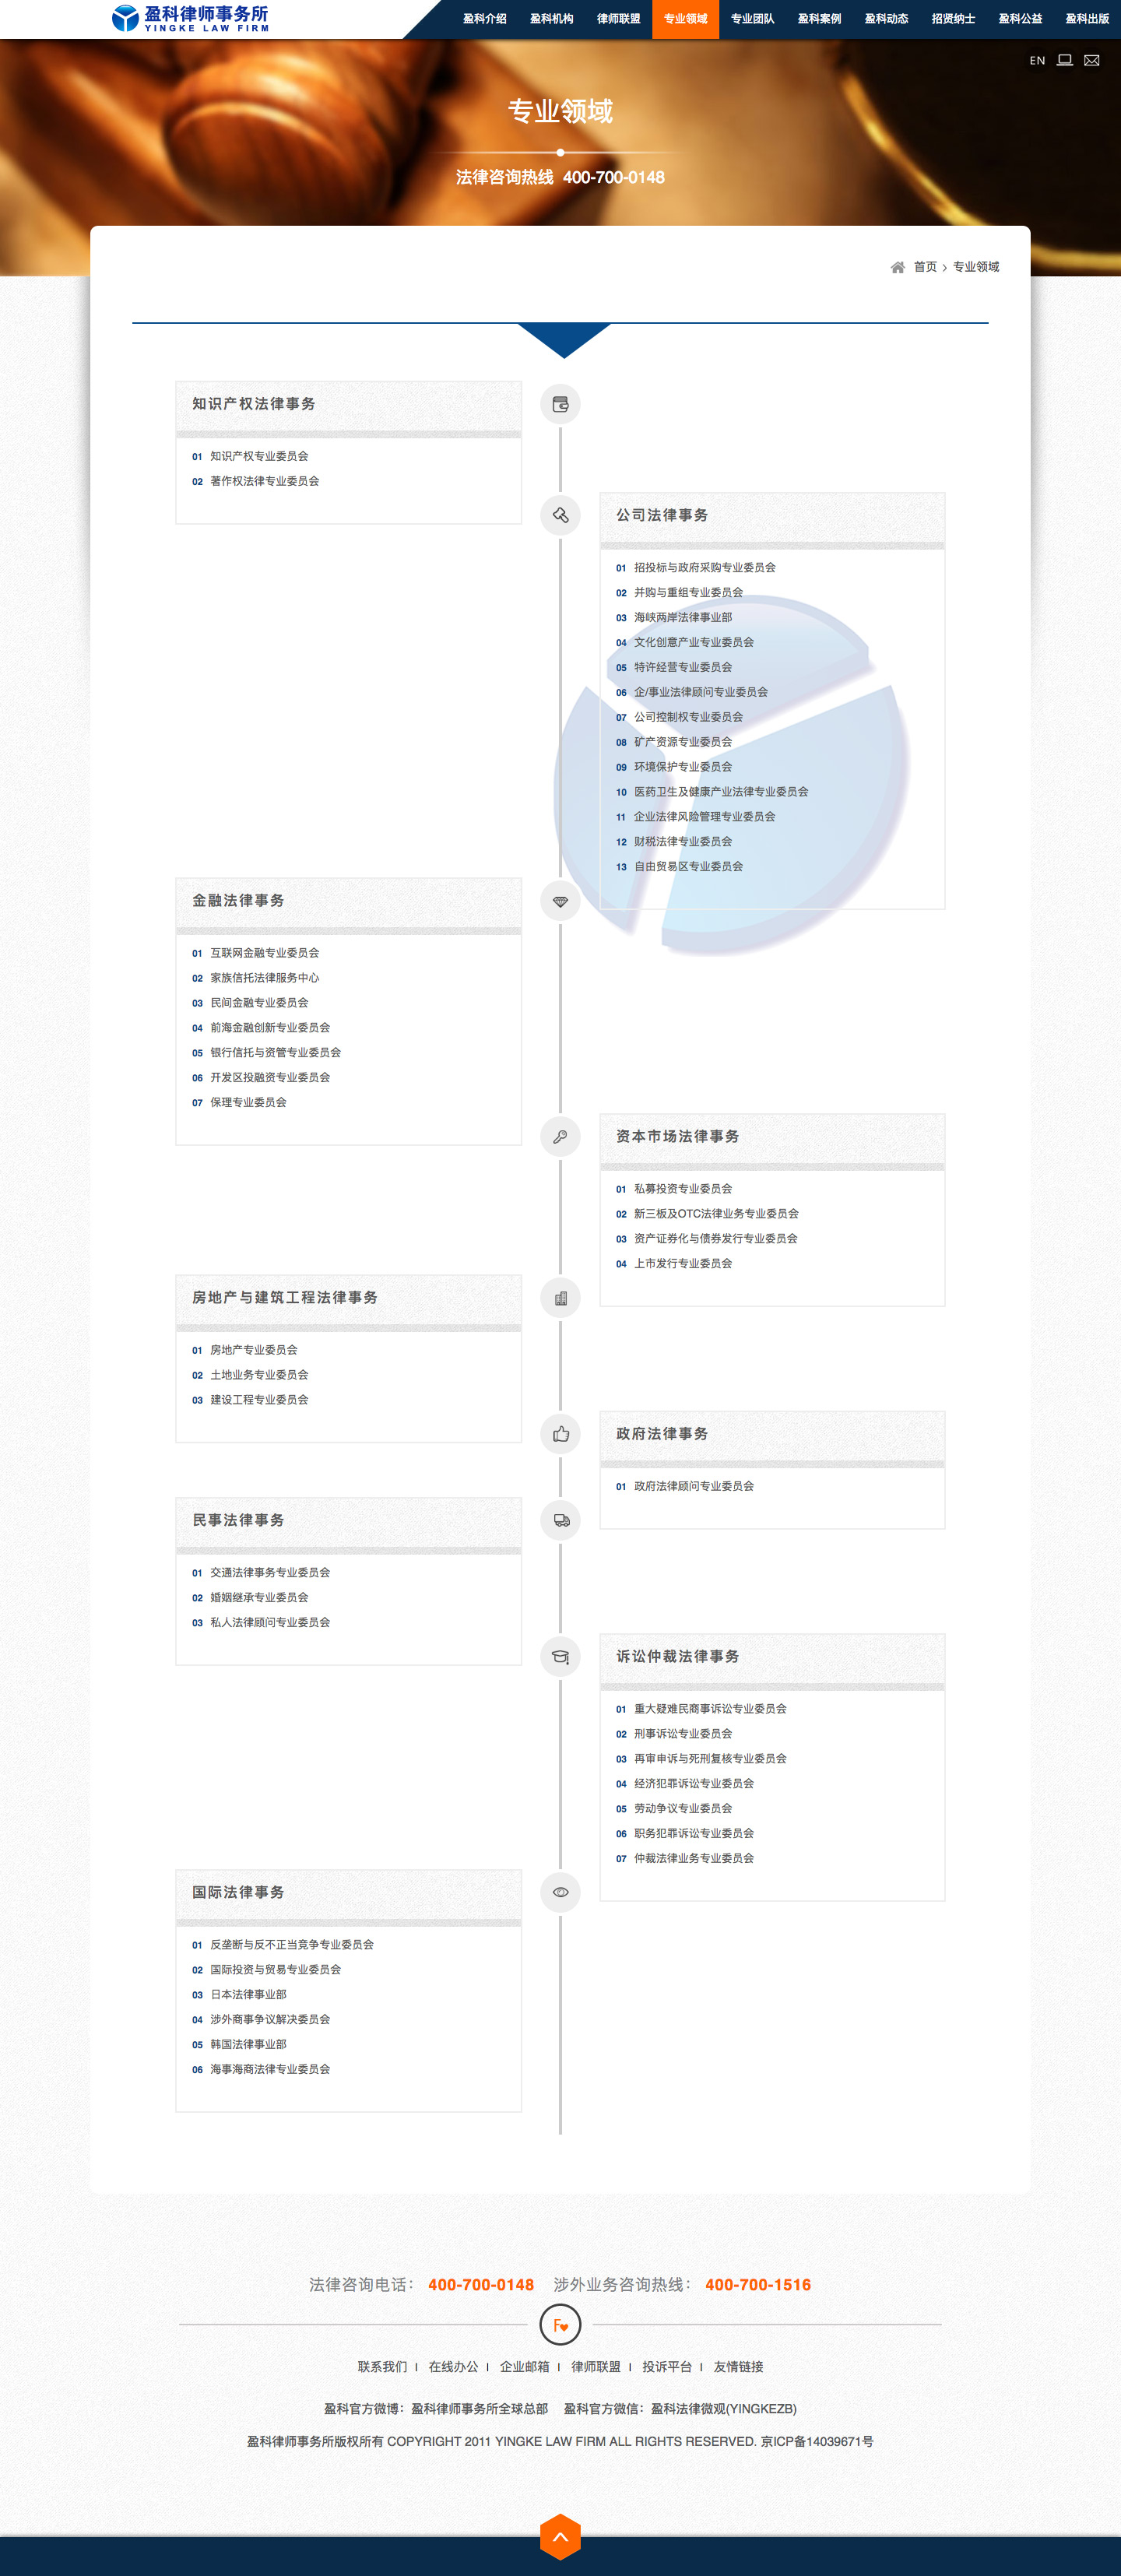 盈科律师事务所
YINGKE LAW FIRM
盈科介绍 盈科机构 律师联盟 专业领域 专业团队 盈科案例 盈科动态 招贤纳士 盈科公益 盈科出版
EN
专业领域
法律咨询热线 400-700-0148
首页 > 专业领域
知识产权法律事务
01 知识产权专业委员会
02 著作权法律专业委员会
公司法律事务
01 招投标与政府采购专业委员会
02 并购与重组专业委员会
03 海峡两岸法律事业部
04 文化创意产业专业委员会
05 特许经营专业委员会
06 企/事业法律顾问专业委员会
07 公司控制权专业委员会
08 矿产资源专业委员会
09 环境保护专业委员会
10 医药卫生及健康产业法律专业委员会
11 企业法律风险管理专业委员会
12 财税法律专业委员会
13 自由贸易区专业委员会
金融法律事务
01 互联网金融专业委员会
02 家族信托法律服务中心
03 民间金融专业委员会
04 前海金融创新专业委员会
05 银行信托与资管专业委员会
06 开发区投融资专业委员会
07 保理专业委员会
资本市场法律事务
01 私募投资专业委员会
02 新三板及OTC法律业务专业委员会
03 资产证券化与债券发行专业委员会
04 上市发行专业委员会
房地产与建筑工程法律事务
01 房地产专业委员会
02 土地业务专业委员会
03 建设工程专业委员会
政府法律事务
01 政府法律顾问专业委员会
民事法律事务
01 交通法律事务专业委员会
02 婚姻继承专业委员会
03 私人法律顾问专业委员会
诉讼仲裁法律事务
01 重大疑难民商事诉讼专业委员会
02 刑事诉讼专业委员会
03 再审申诉与死刑复核专业委员会
04 经济犯罪诉讼专业委员会
05 劳动争议专业委员会
06 职务犯罪诉讼专业委员会
07 仲裁法律业务专业委员会
国际法律事务
01 反垄断与反不正当竞争专业委员会
02 国际投资与贸易专业委员会
03 日本法律事业部
04 涉外商事争议解决委员会
05 韩国法律事业部
06 海事海商法律专业委员会
法律咨询电话： 400-700-0148 涉外业务咨询热线： 400-700-1516
F
联系我们 | 在线办公 | 企业邮箱 | 律师联盟 | 投诉平台 | 友情链接
盈科官方微博：盈科律师事务所全球总部 盈科官方微信：盈科法律微观(YINGKEZB)
盈科律师事务所版权所有 COPYRIGHT 2011 YINGKE LAW FIRM ALL RIGHTS RESERVED. 京ICP备14039671号